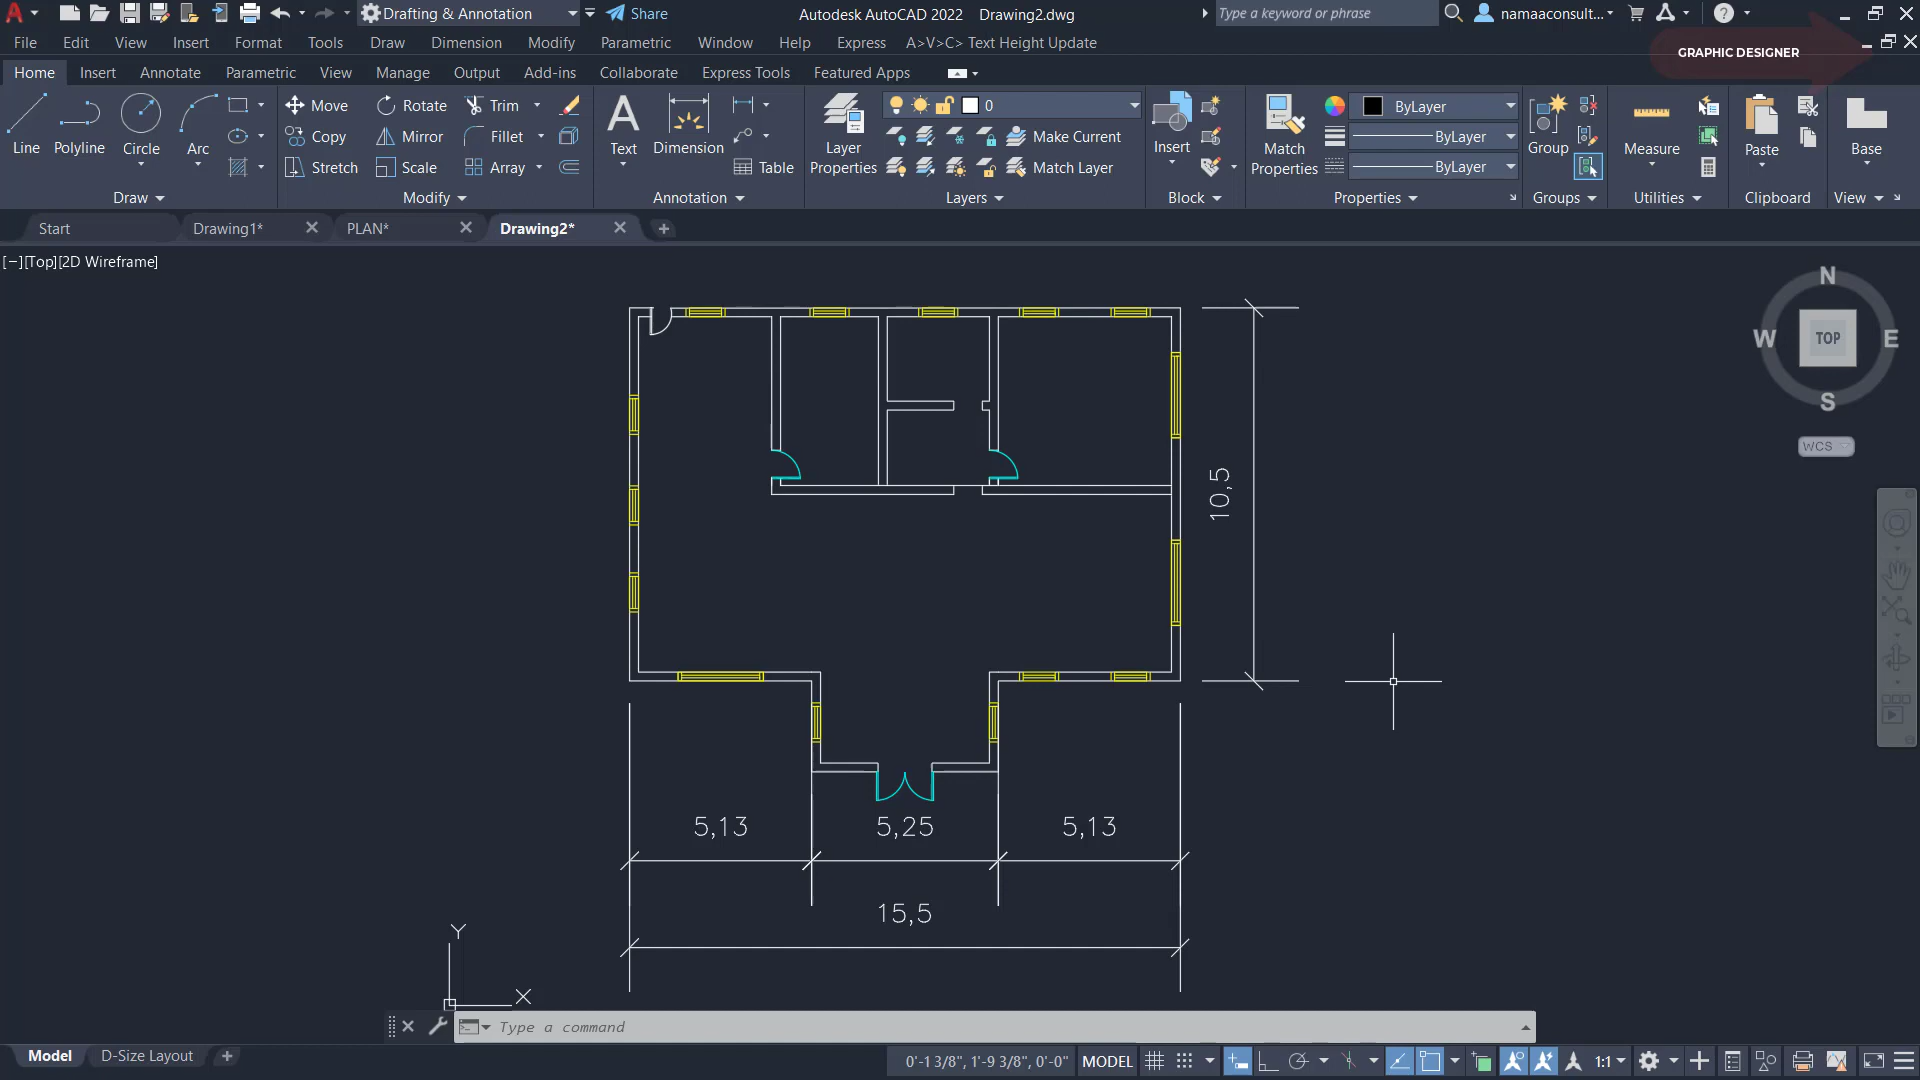 Drafting & Annotation
Share
Autodesk AutoCAD 2022 Drawing2.dwg
Type a keyword or phrase
namaaconsult...
File Edit View Insert Format Tools Draw Dimension Modify Parametric Window Help Express A>V>C> Text Height Update
GRAPHIC DESIGNER
Home Insert Annotate Parametric View Manage Output Add-ins Collaborate Express Tools Featured Apps
Line Polyline Circle Arc
Move Rotate Trim
Copy Mirror Fillet
Stretch Scale Array
Text Dimension Table
Layer Properties
0
Make Current
Match Layer
Insert
Match Properties
ByLayer
ByLayer
ByLayer
Group
Measure
Paste
Base
Draw Modify Annotation Layers Block Properties Groups Utilities Clipboard View
Start Drawing1* PLAN* Drawing2*
[−][Top][2D Wireframe]
N
W TOP E
S
WCS
10,5
5,13 5,25 5,13
15,5
Y
X
Type a command
Model D-Size Layout
0'-1 3/8", 1'-9 3/8", 0'-0" MODEL 1:1